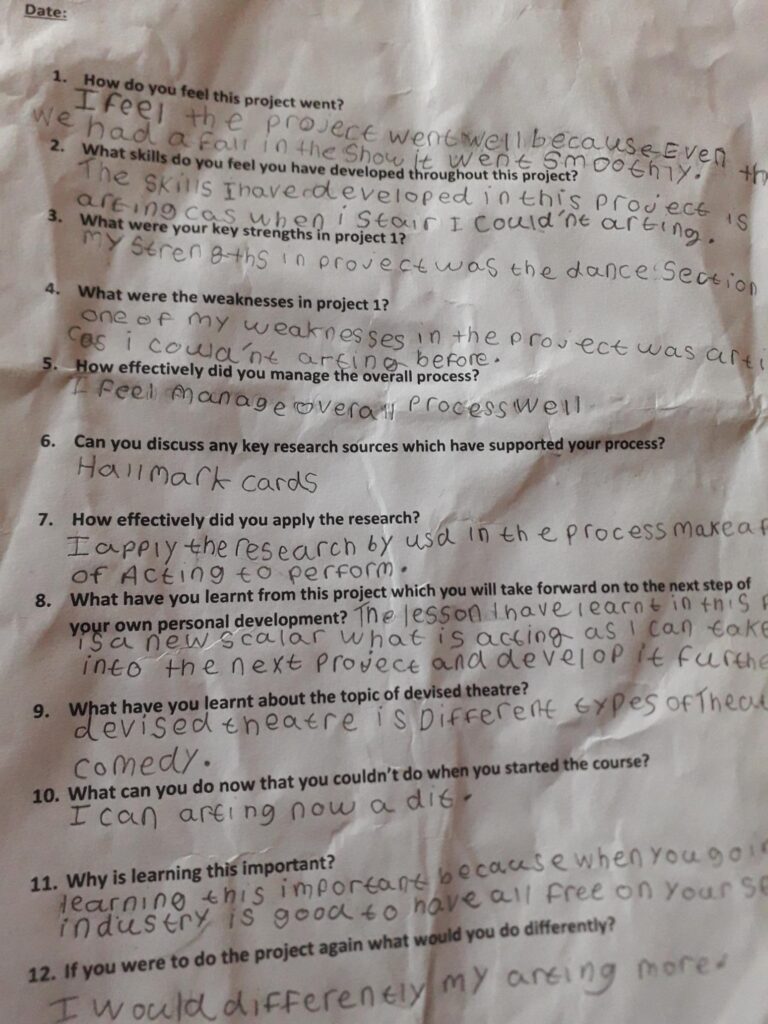 Date:
1. How do you feel this project went?
I feel the project went well because Even th
we had a fall in the show it went smoothly.
2. What skills do you feel you have developed throughout this project?
The skills I have developed in this project is
arting cas when i stair I could'nt arting.
3. What were your key strengths in project 1?
my strengths in project was the dance section
4. What were the weaknesses in project 1?
one of my weaknesses in the project was arti
Cas i could'nt arting before.
5. How effectively did you manage the overall process?
I feel manage overall process well
6. Can you discuss any key research sources which have supported your process?
Hallmark cards
7. How effectively did you apply the research?
I apply the research by usd in the process make a
of Acting to perform.
8. What have you learnt from this project which you will take forward on to the next step of
your own personal development? The lesson I have learnt in this
is a new scalar what is acting as I can take
into the next project and develop it furthe
9. What have you learnt about the topic of devised theatre?
devised theatre is Different types of Thea
comedy.
10. What can you do now that you couldn't do when you started the course?
I can arting now a dit.
11. Why is learning this important?
learning this important because when you goin
industry is good to have all free on your se
12. If you were to do the project again what would you do differently?
I would differently my arting more.